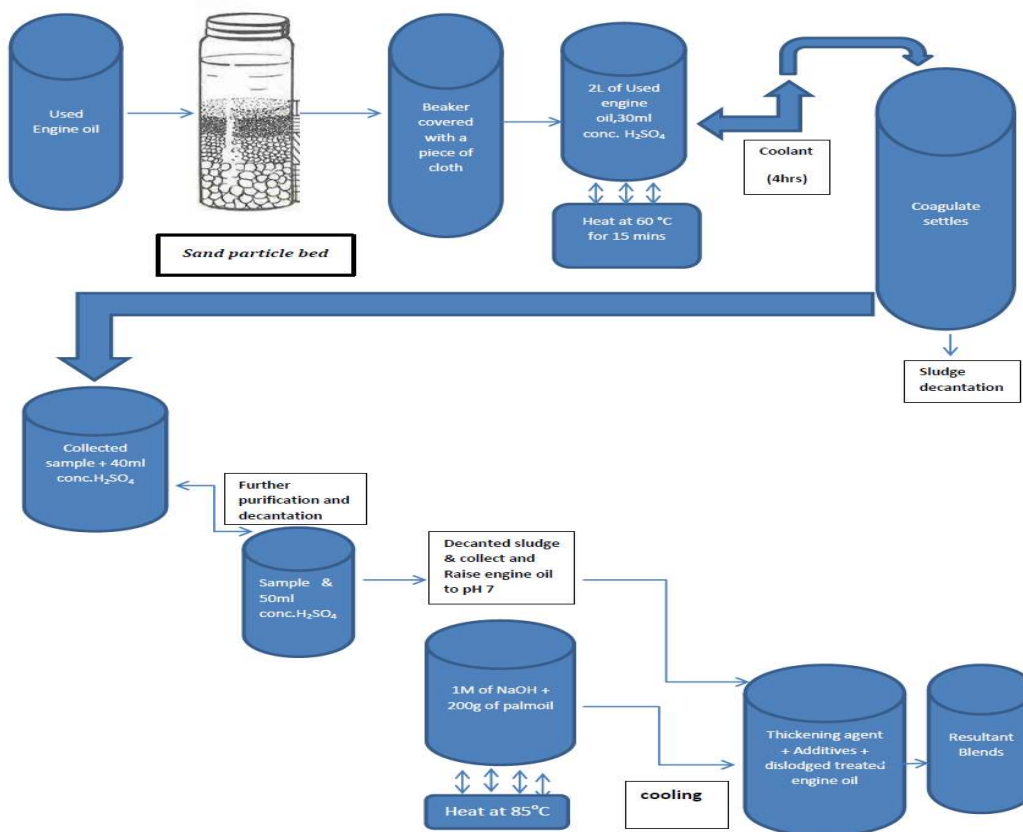 Used
Engine oil
Sand particle bed
Beaker
covered
with a
piece of
cloth
2L of Used
engine
oil,30ml
conc. H₂SO₄
Heat at 60 °C
for 15 mins
Coolant
(4hrs)
Coagulate
settles
Sludge
decantation
Collected
sample + 40ml
conc.H₂SO₄
Further
purification and
decantation
Sample &
50ml
conc.H₂SO₄
Decanted sludge
& collect and
Raise engine oil
to pH 7
1M of NaOH +
200g of palmoil
Heat at 85°C
cooling
Thickening agent
+ Additives +
dislodged treated
engine oil
Resultant
Blends